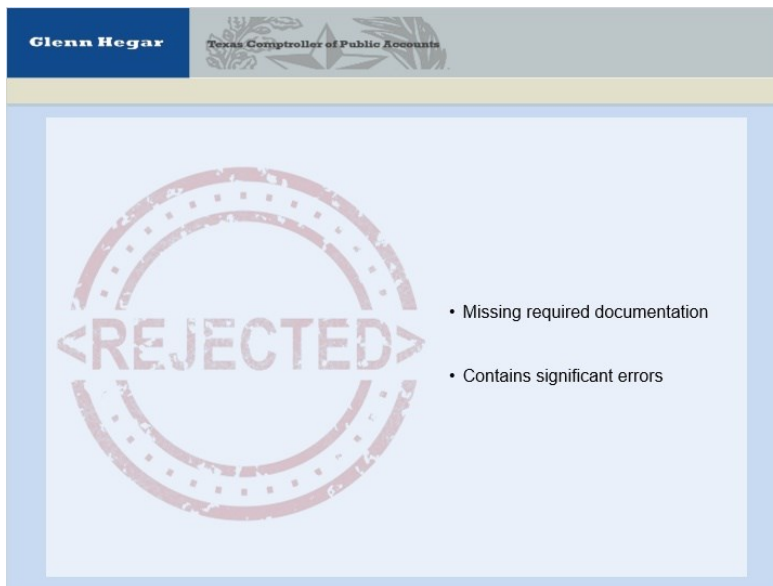 Glenn Hegar
Texas Comptroller of Public Accounts
<REJECTED>
• Missing required documentation
• Contains significant errors